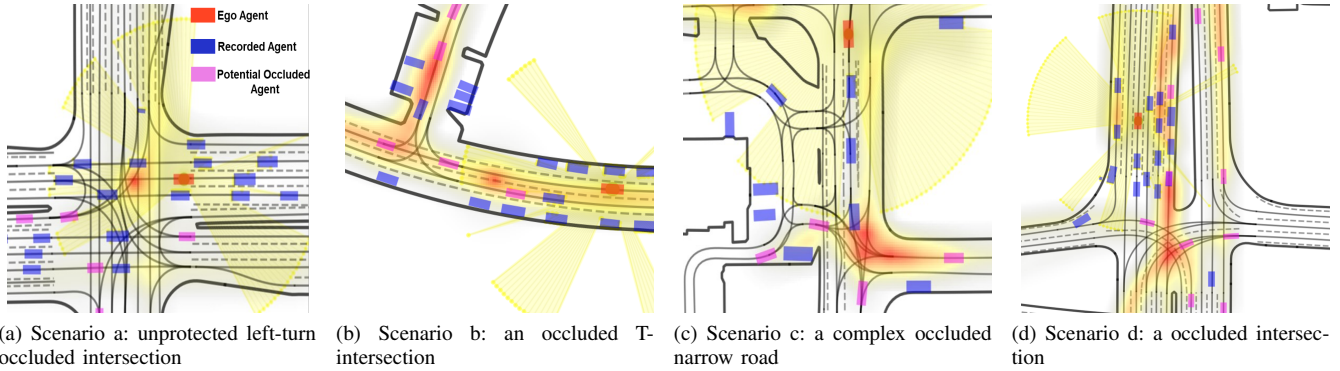 Ego Agent
Recorded Agent
Potential Occluded
Agent
(a) Scenario a: unprotected left-turn
occluded intersection
(b) Scenario b: an occluded T-
intersection
(c) Scenario c: a complex occluded
narrow road
(d) Scenario d: a occluded intersec-
tion